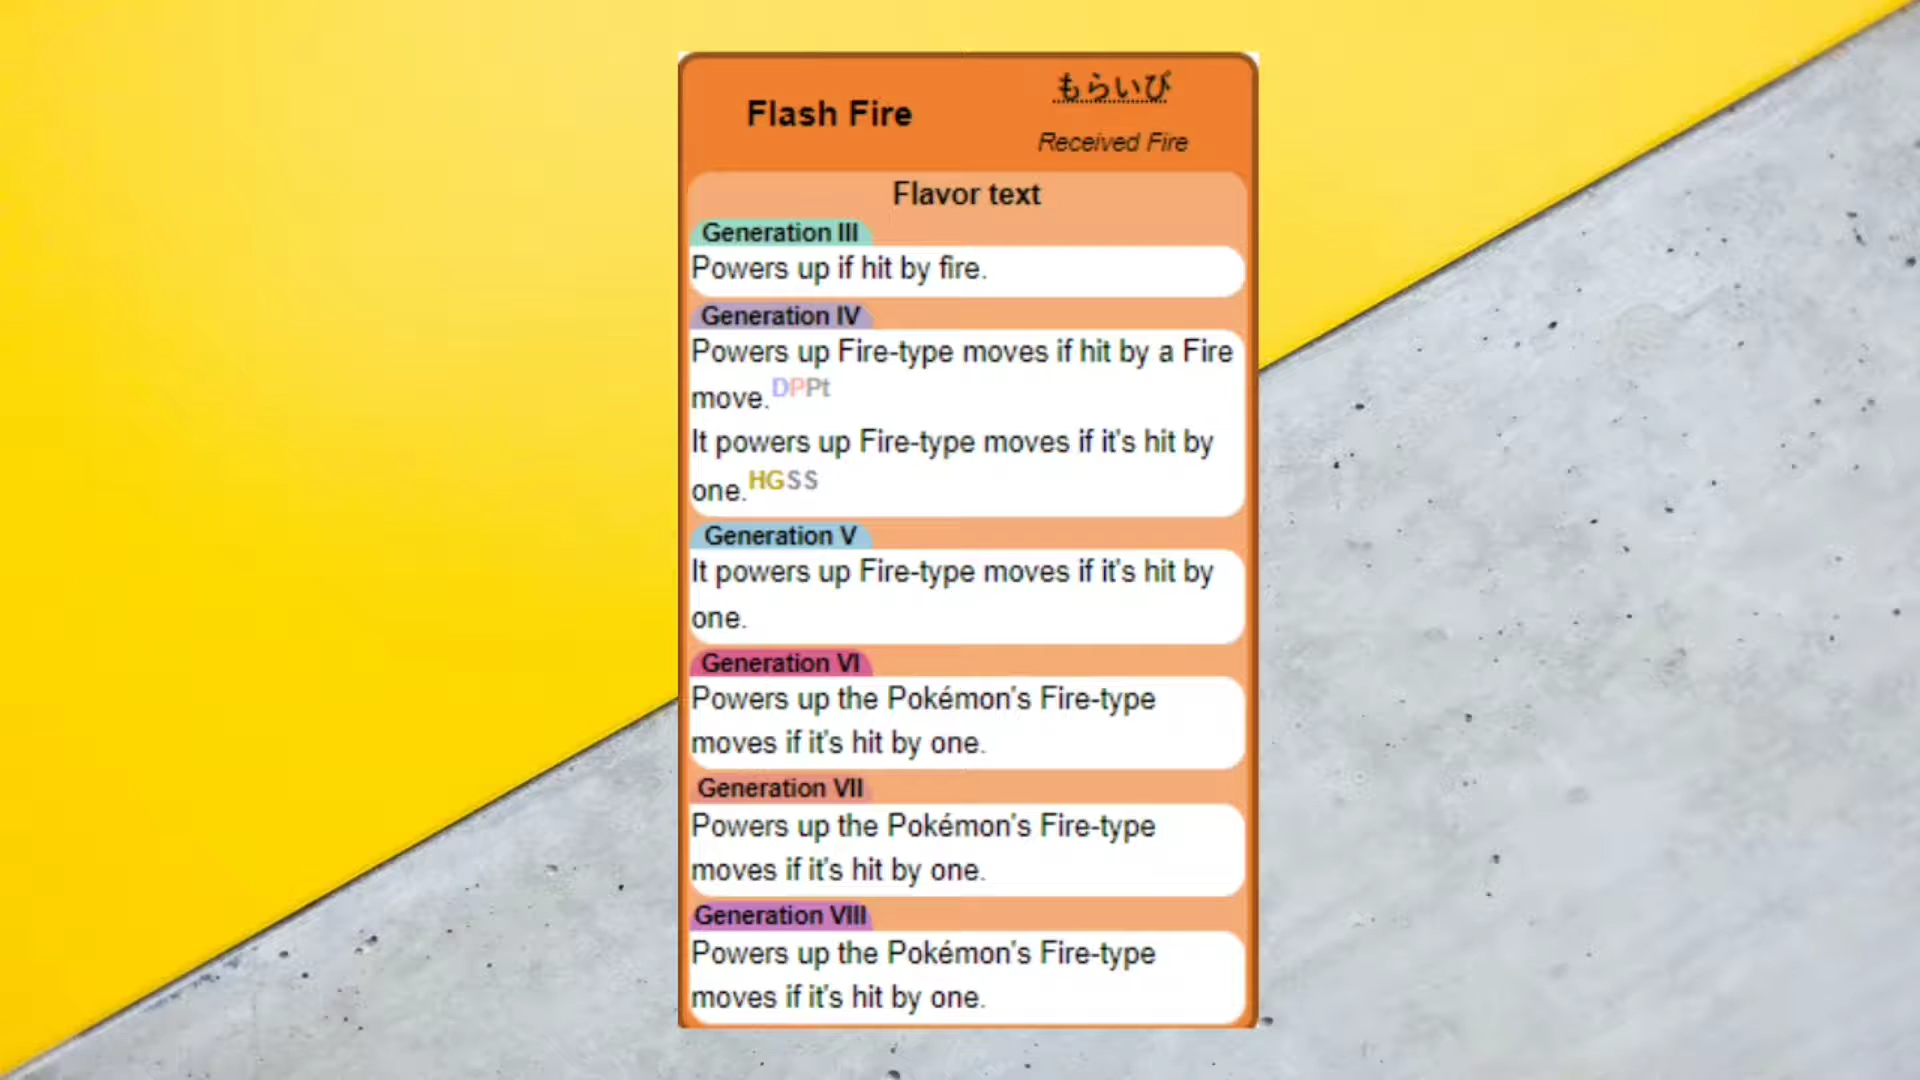 Flash Fire
もらいび
Received Fire
Flavor text
Generation III
Powers up if hit by fire.
Generation IV
Powers up Fire-type moves if hit by a Fire
move.DPPt
It powers up Fire-type moves if it's hit by
one.HGSS
Generation V
It powers up Fire-type moves if it's hit by
one.
Generation VI
Powers up the Pokémon's Fire-type
moves if it's hit by one.
Generation VII
Powers up the Pokémon's Fire-type
moves if it's hit by one.
Generation VIII
Powers up the Pokémon's Fire-type
moves if it's hit by one.